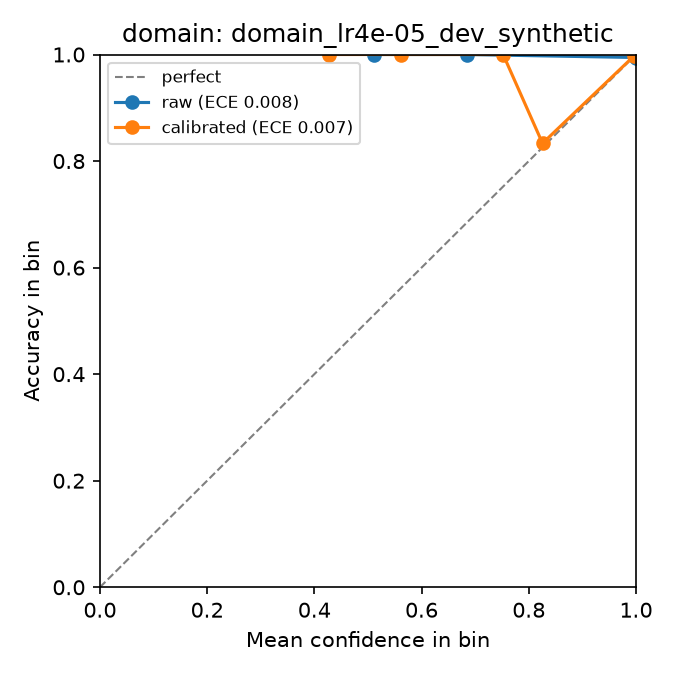 domain: domain_lr4e-05_dev_synthetic
1.0
0.8
0.6
0.4
0.2
0.0
Accuracy in bin
perfect
raw (ECE 0.008)
calibrated (ECE 0.007)
0.0 0.2 0.4 0.6 0.8 1.0
Mean confidence in bin